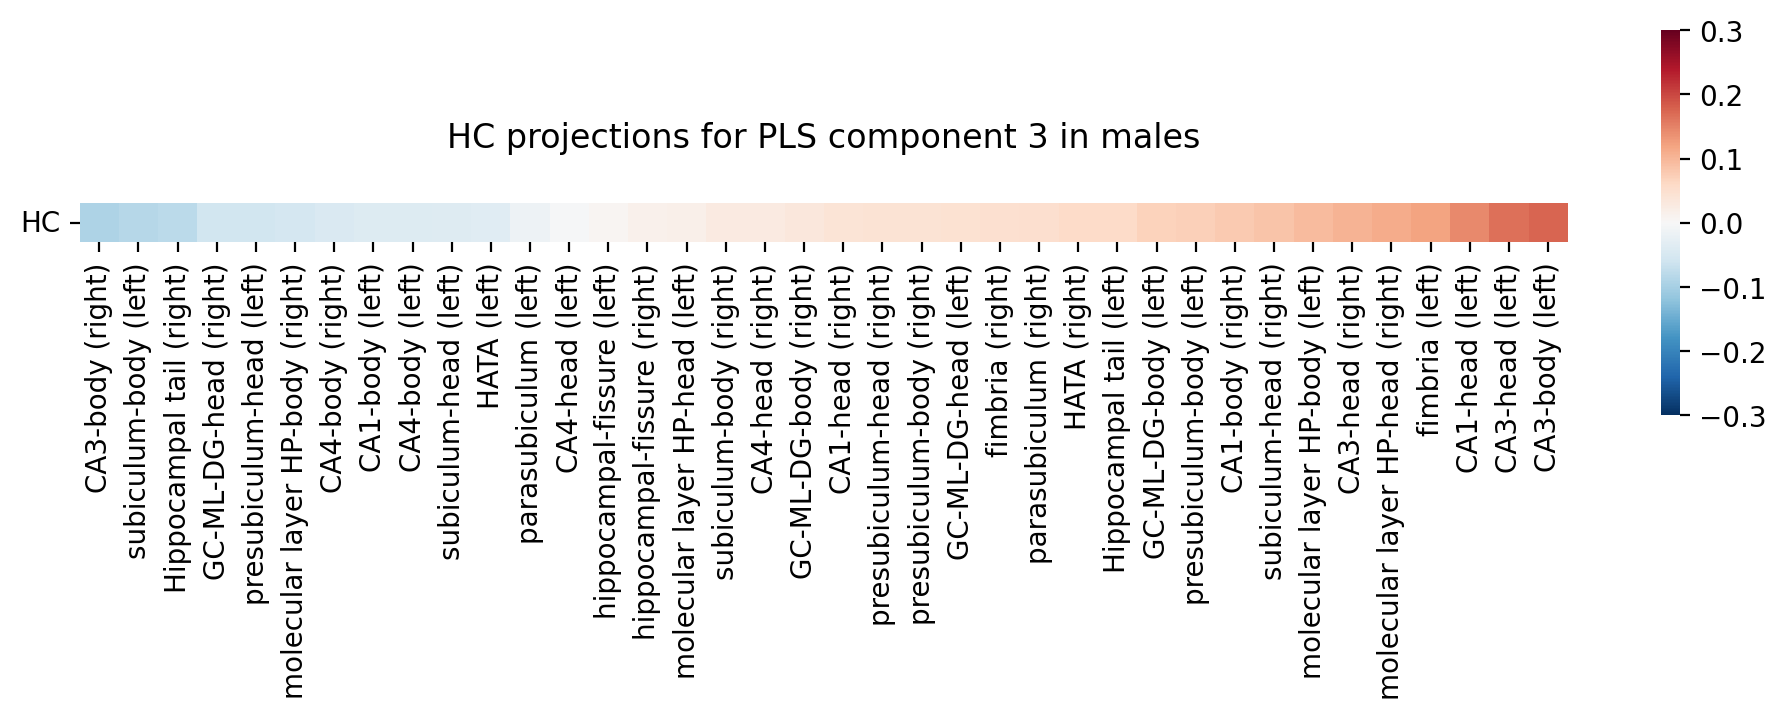 HC projections for PLS component 3 in males
HC
CA3-body (right)
subiculum-body (left)
Hippocampal tail (right)
GC-ML-DG-head (right)
presubiculum-head (left)
molecular layer HP-body (right)
CA4-body (right)
CA1-body (left)
CA4-body (left)
subiculum-head (left)
HATA (left)
parasubiculum (left)
CA4-head (left)
hippocampal-fissure (left)
hippocampal-fissure (right)
molecular layer HP-head (left)
subiculum-body (right)
CA4-head (right)
GC-ML-DG-body (right)
CA1-head (right)
presubiculum-head (right)
presubiculum-body (right)
GC-ML-DG-head (left)
fimbria (right)
parasubiculum (right)
HATA (right)
Hippocampal tail (left)
GC-ML-DG-body (left)
presubiculum-body (left)
CA1-body (right)
subiculum-head (right)
molecular layer HP-body (left)
CA3-head (right)
molecular layer HP-head (right)
fimbria (left)
CA1-head (left)
CA3-head (left)
CA3-body (left)
0.3
0.2
0.1
0.0
−0.1
−0.2
−0.3